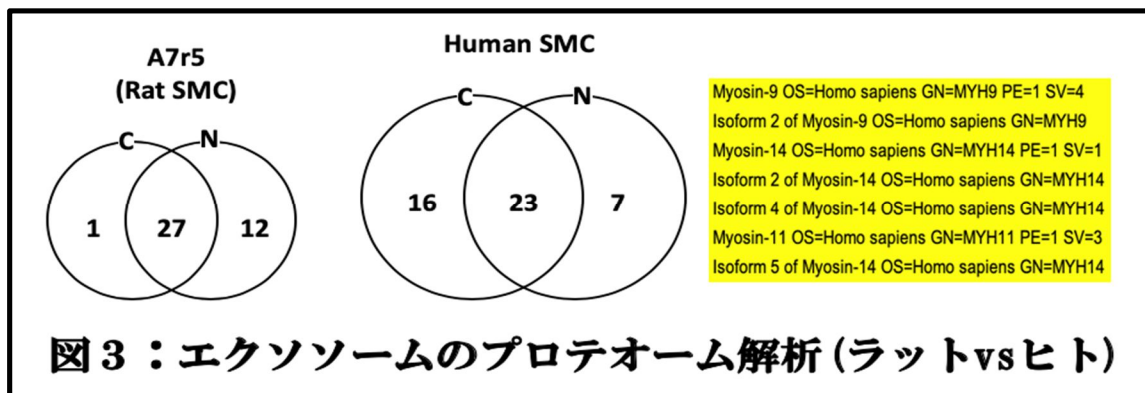 A7r5
(Rat SMC)
C N
1 27 12
Human SMC
C N
16 23 7
Myosin-9 OS=Homo sapiens GN=MYH9 PE=1 SV=4
Isoform 2 of Myosin-9 OS=Homo sapiens GN=MYH9
Myosin-14 OS=Homo sapiens GN=MYH14 PE=1 SV=1
Isoform 2 of Myosin-14 OS=Homo sapiens GN=MYH14
Isoform 4 of Myosin-14 OS=Homo sapiens GN=MYH14
Myosin-11 OS=Homo sapiens GN=MYH11 PE=1 SV=3
Isoform 5 of Myosin-14 OS=Homo sapiens GN=MYH14
図3:エクソソームのプロテオーム解析(ラットvsヒト)